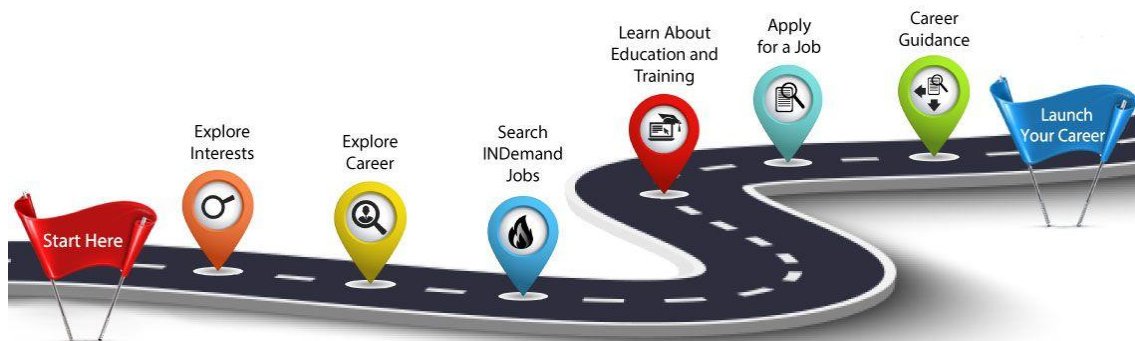 Start Here
Explore
Interests
Explore
Career
Search
INDemand
Jobs
Learn About
Education and
Training
Apply
for a Job
Career
Guidance
Launch
Your Career